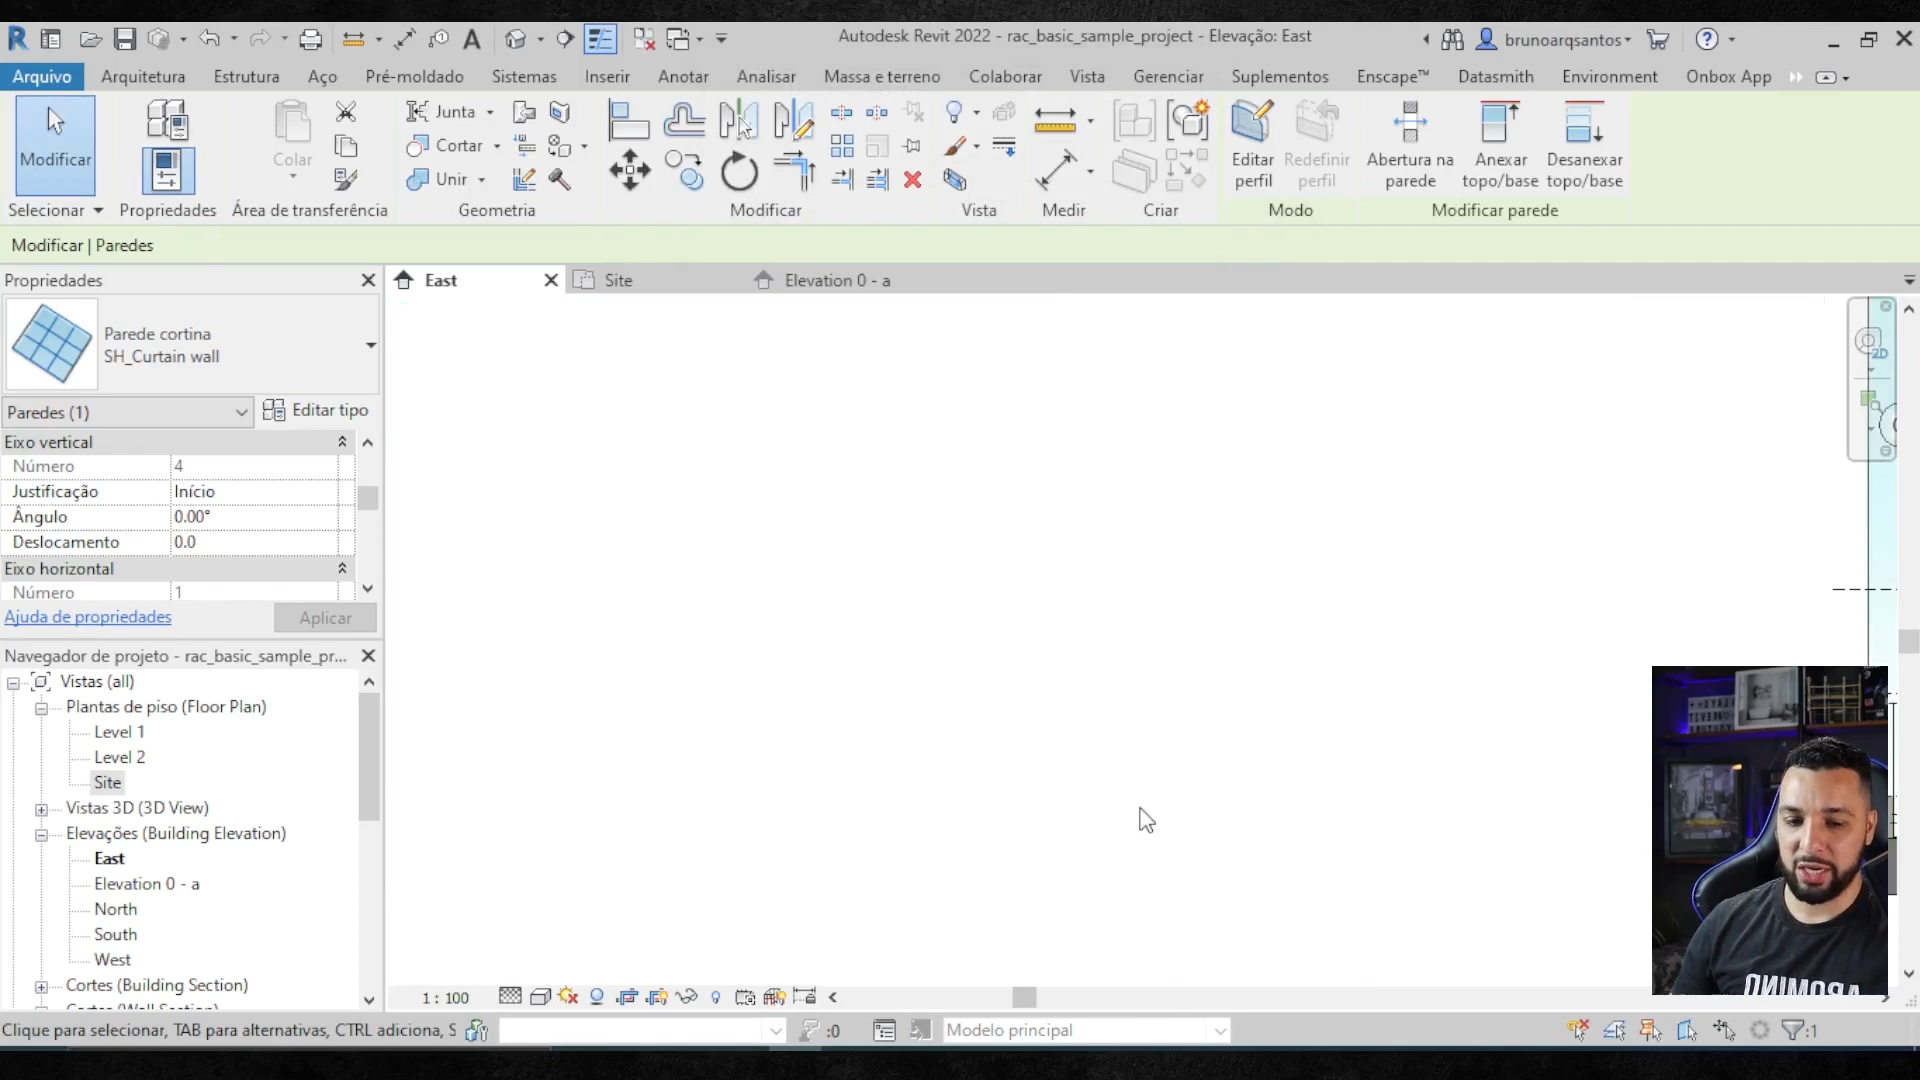 Autodesk Revit 2022 - rac_basic_sample_project - Elevação: East
brunoarqsantos
Arquivo
Arquitetura
Estrutura
Aço
Pré-moldado
Sistemas
Inserir
Anotar
Analisar
Massa e terreno
Colaborar
Vista
Gerenciar
Suplementos
Enscape™
Datasmith
Environment
Onbox App
Modificar
Colar
Junta
Cortar
Unir
Editar perfil
Redefinir perfil
Abertura na parede
Anexar topo/base
Desanexar topo/base
Selecionar
Propriedades
Área de transferência
Geometria
Modificar
Vista
Medir
Criar
Modo
Modificar parede
Modificar | Paredes
Propriedades
East
Site
Elevation 0 - a
Parede cortina
SH_Curtain wall
Paredes (1)
Editar tipo
Eixo vertical
Número 4
Justificação Início
Ângulo 0.00°
Deslocamento 0.0
Eixo horizontal
Número 1
Ajuda de propriedades
Aplicar
2D
Navegador de projeto - rac_basic_sample_pr...
Vistas (all)
Plantas de piso (Floor Plan)
Level 1
Level 2
Site
Vistas 3D (3D View)
Elevações (Building Elevation)
East
Elevation 0 - a
North
South
West
Cortes (Building Section)
Cortes (Wall Section)
1 : 100
Clique para selecionar, TAB para alternativas, CTRL adiciona, S
:0
Modelo principal
:1